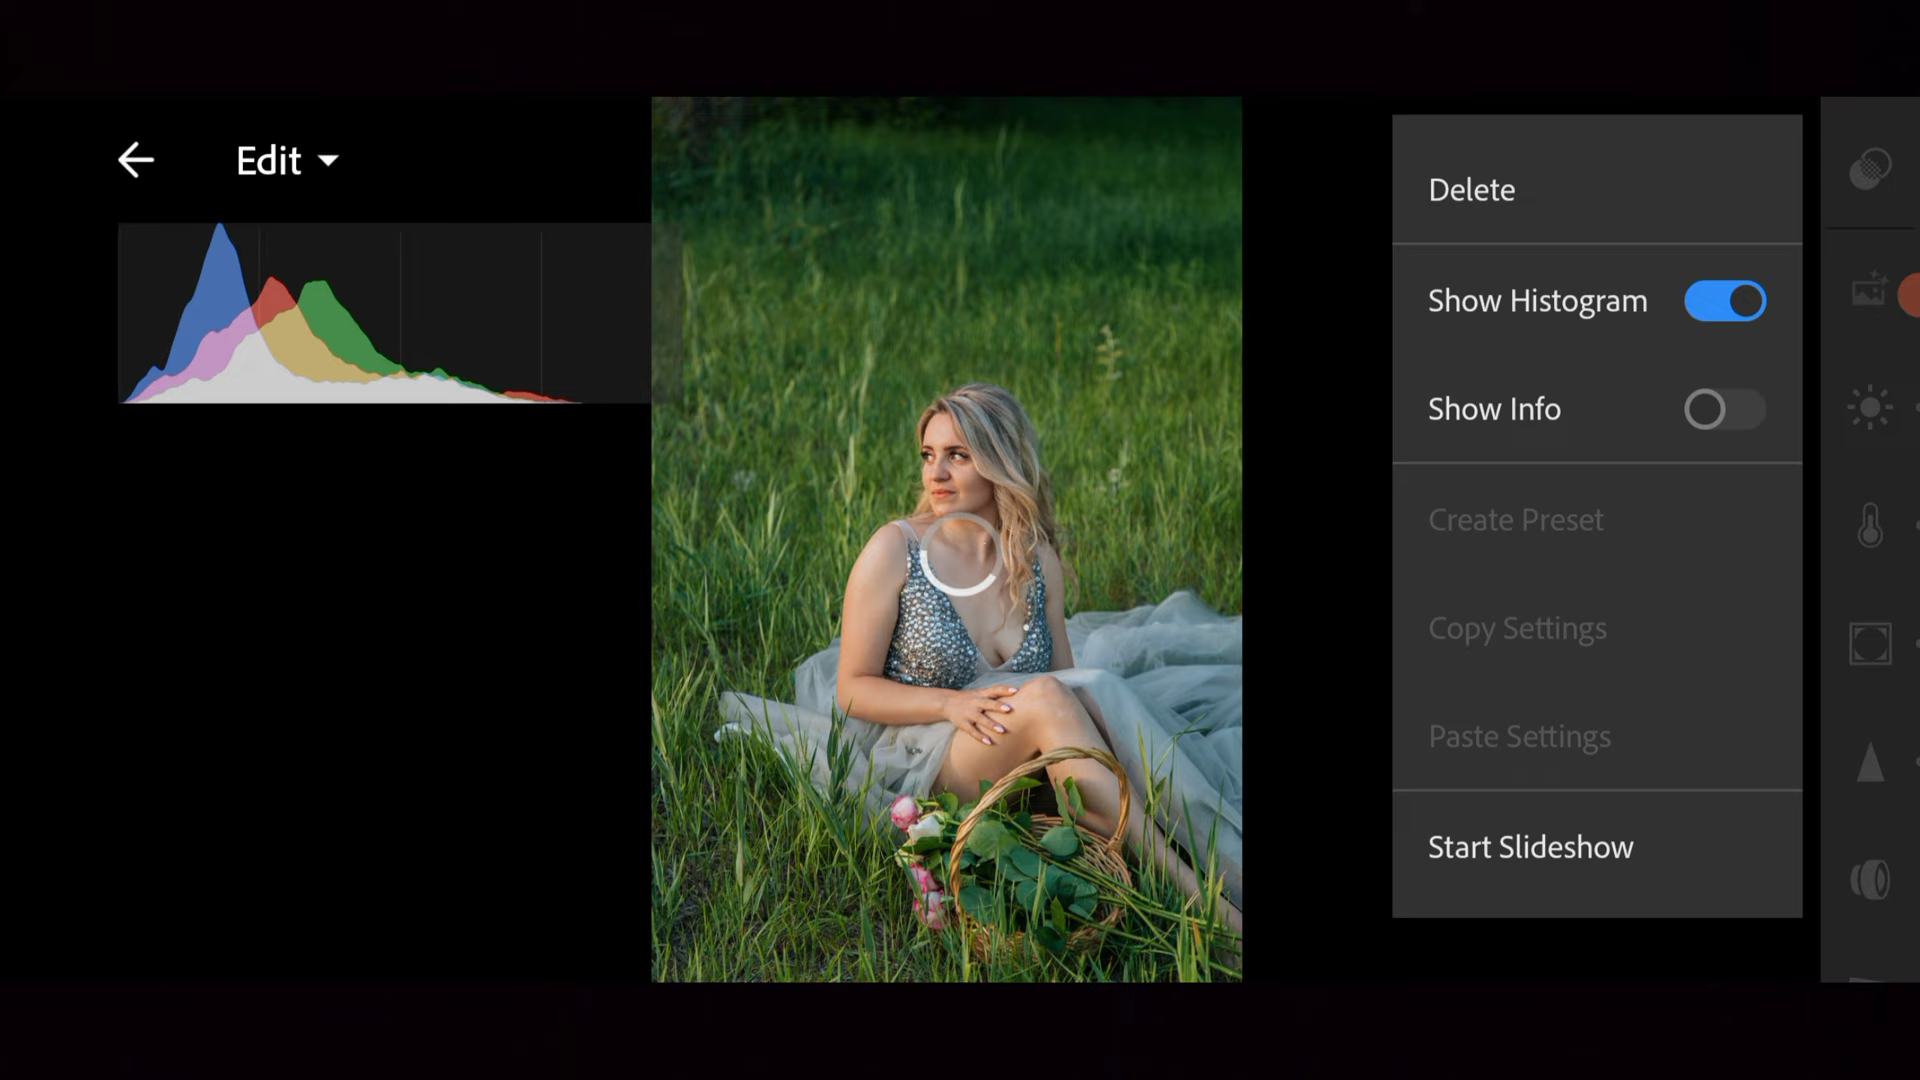 Edit
Delete
Show Histogram
Show Info
Create Preset
Copy Settings
Paste Settings
Start Slideshow